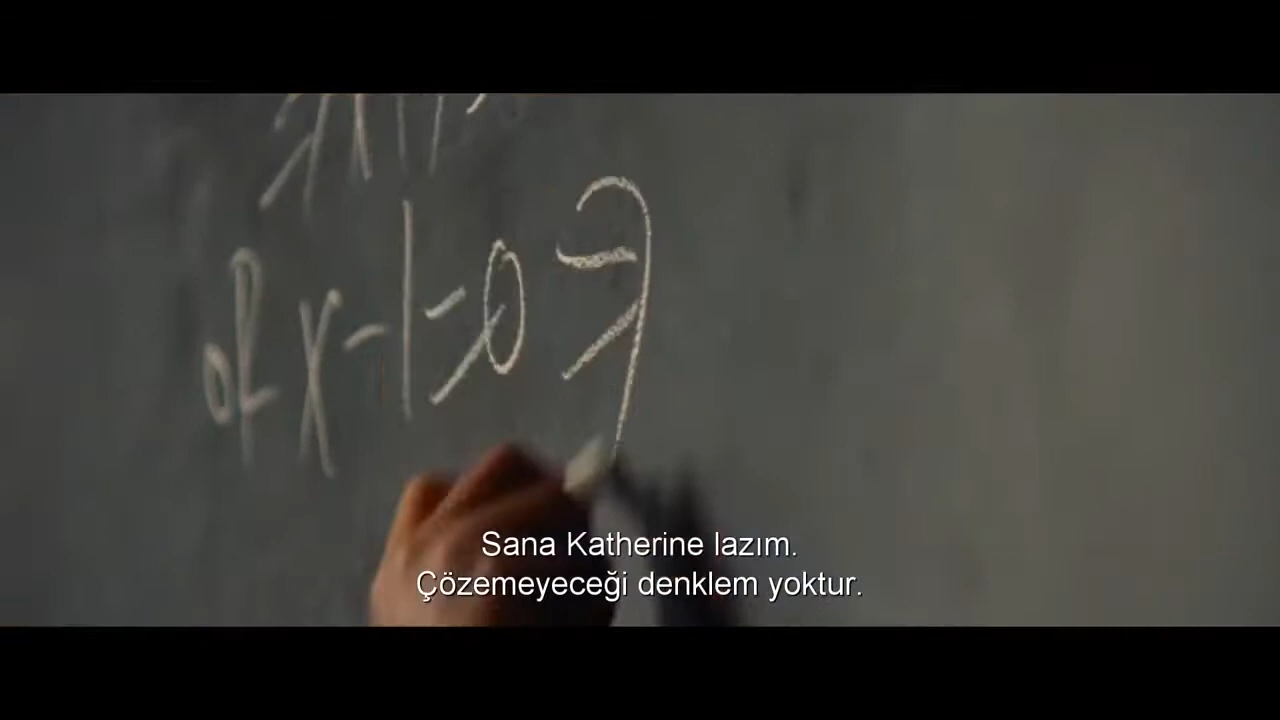 of x-1=0 ⇒
Sana Katherine lazım.
Çözemeyeceği denklem yoktur.